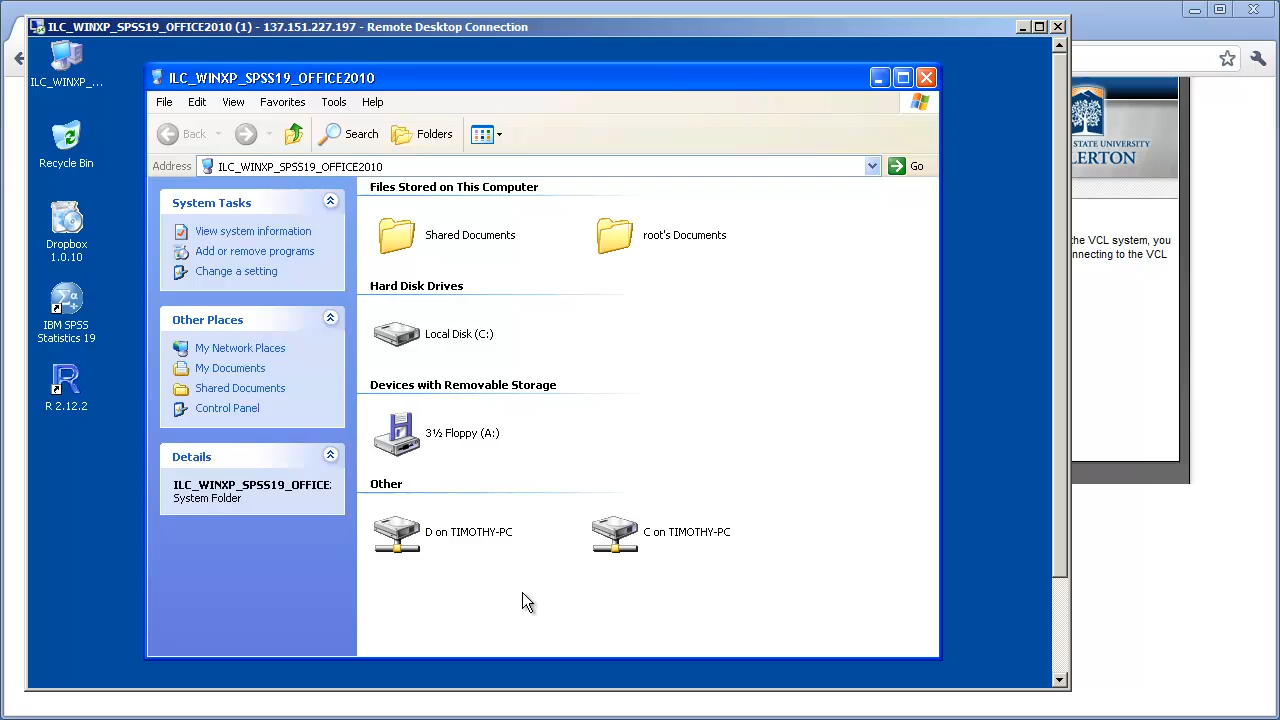 ILC_WINXP_SPSS19_OFFICE2010 (1) - 137.151.227.197 - Remote Desktop Connection
ILC_WINXP_...
Recycle Bin
Dropbox
1.0.10
IBM SPSS
Statistics 19
R 2.12.2
ILC_WINXP_SPSS19_OFFICE2010
File Edit View Favorites Tools Help
Back Search Folders
Address ILC_WINXP_SPSS19_OFFICE2010 Go
System Tasks
View system information
Add or remove programs
Change a setting
Other Places
My Network Places
My Documents
Shared Documents
Control Panel
Details
ILC_WINXP_SPSS19_OFFICE:
System Folder
Files Stored on This Computer
Shared Documents root's Documents
Hard Disk Drives
Local Disk (C:)
Devices with Removable Storage
3½ Floppy (A:)
Other
D on TIMOTHY-PC C on TIMOTHY-PC
STATE UNIVERSITY
LERTON
the VCL system, you
nnecting to the VCL